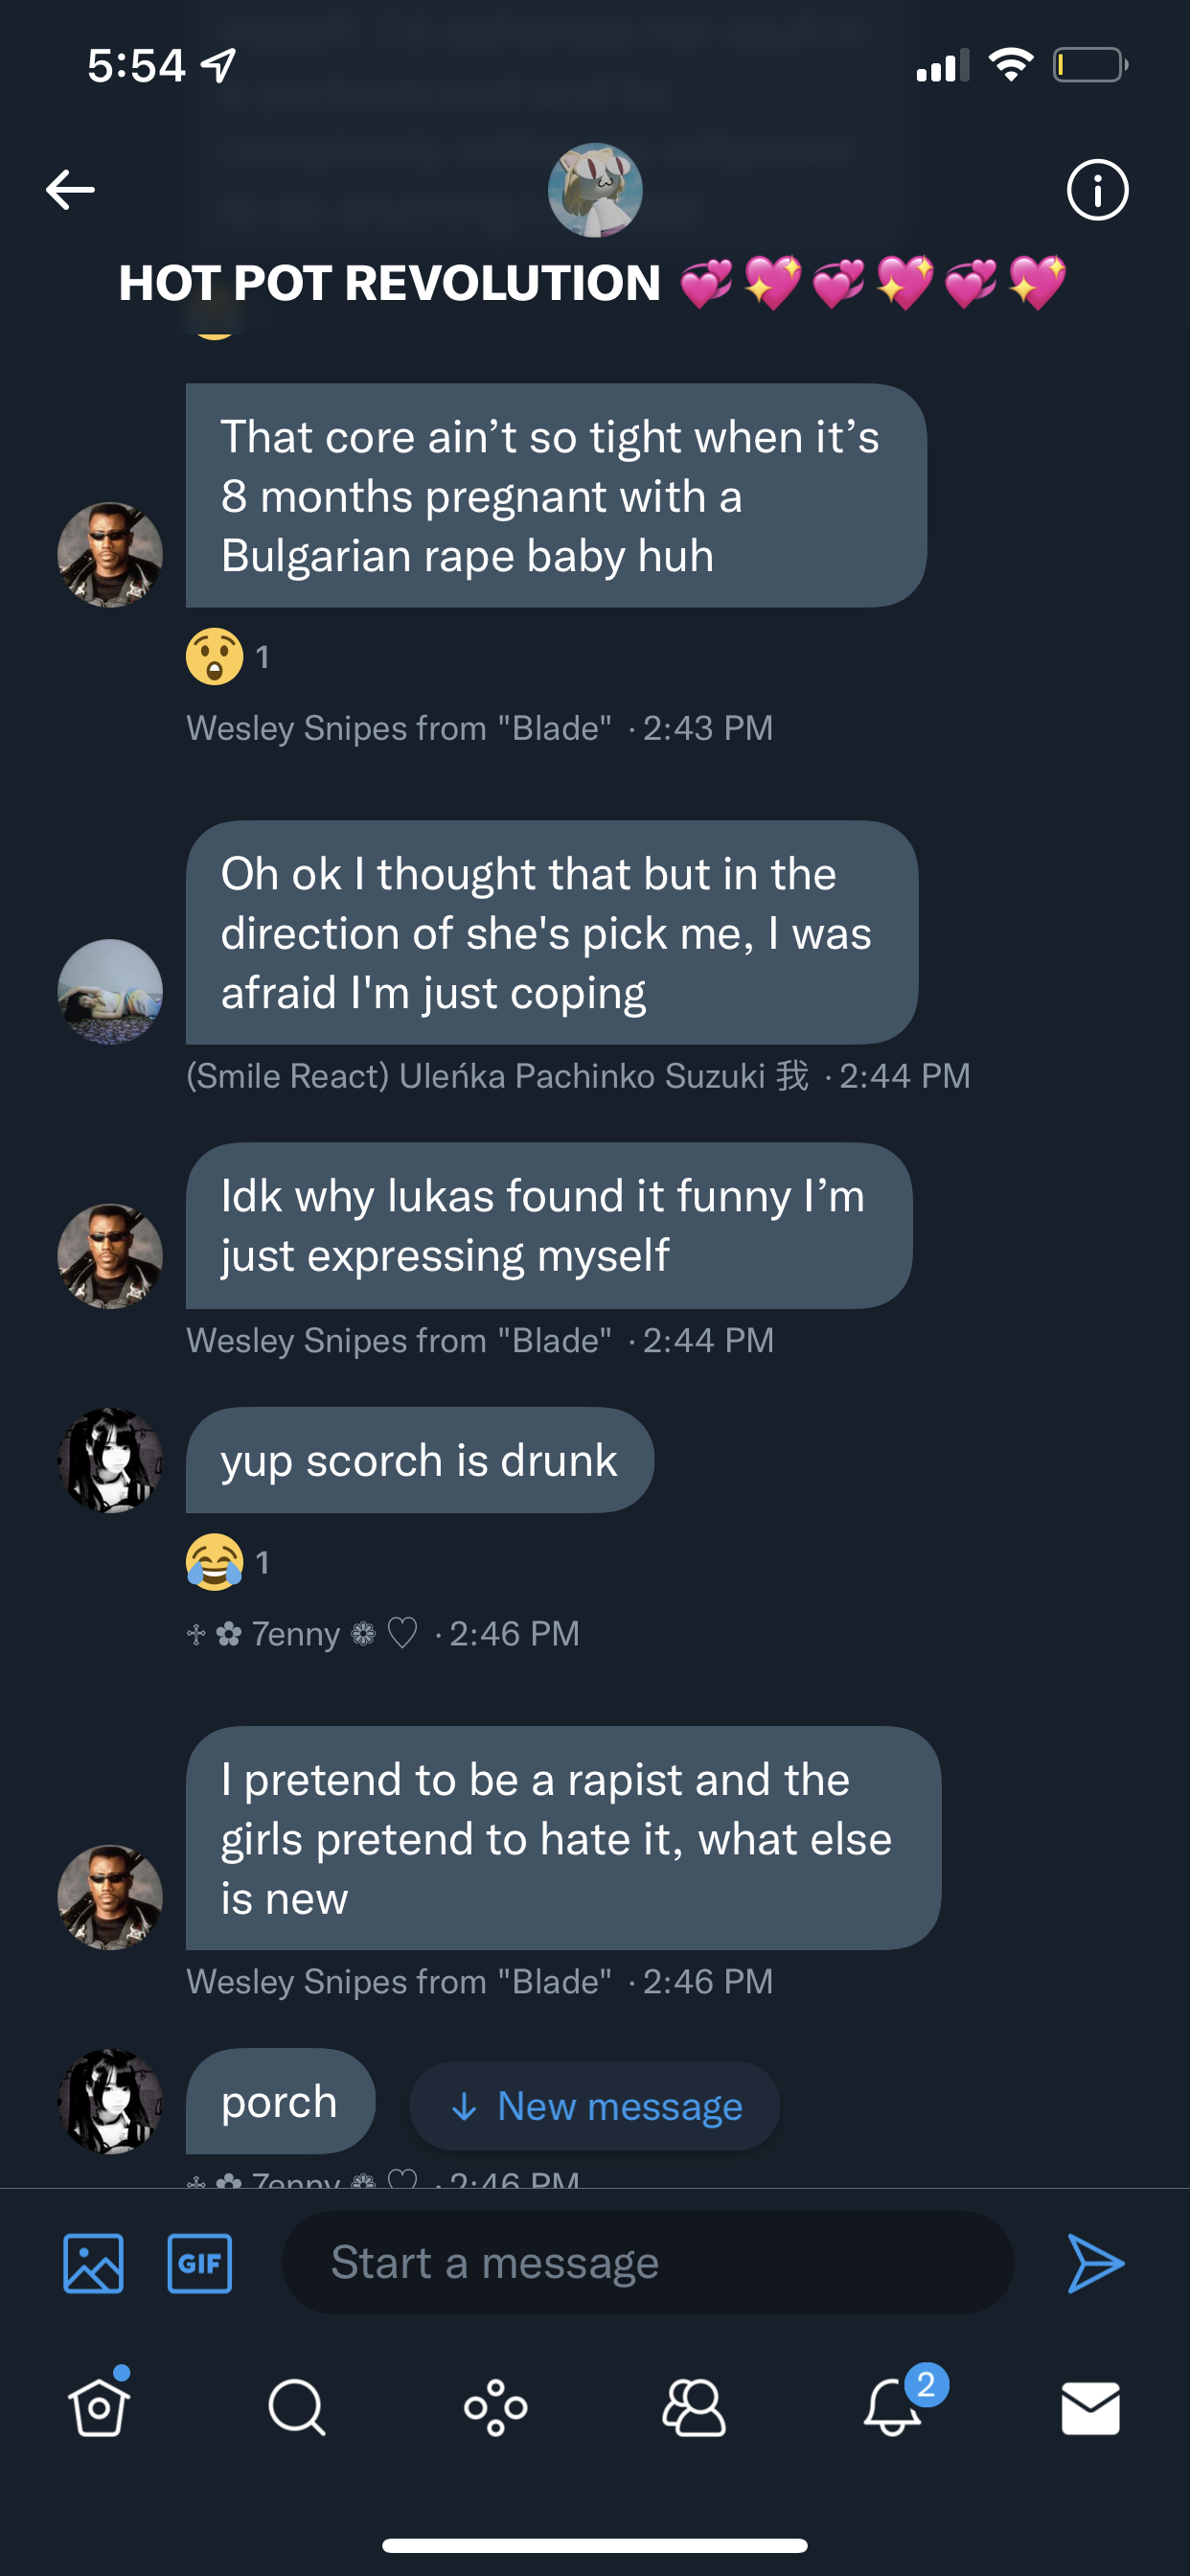 5:54
HOT POT REVOLUTION 💞💖💞💖💞💖
That core ain’t so tight when it’s
8 months pregnant with a
Bulgarian rape baby huh
😲 1
Wesley Snipes from "Blade" · 2:43 PM
Oh ok I thought that but in the
direction of she's pick me, I was
afraid I'm just coping
(Smile React) Uleńka Pachinko Suzuki 我 · 2:44 PM
Idk why lukas found it funny I’m
just expressing myself
Wesley Snipes from "Blade" · 2:44 PM
yup scorch is drunk
😂 1
♱ ✿ 7enny ❁ ♡ · 2:46 PM
I pretend to be a rapist and the
girls pretend to hate it, what else
is new
Wesley Snipes from "Blade" · 2:46 PM
porch
↓ New message
♱ ✿ 7enny ❁ ♡ · 2:46 PM
GIF
Start a message
2